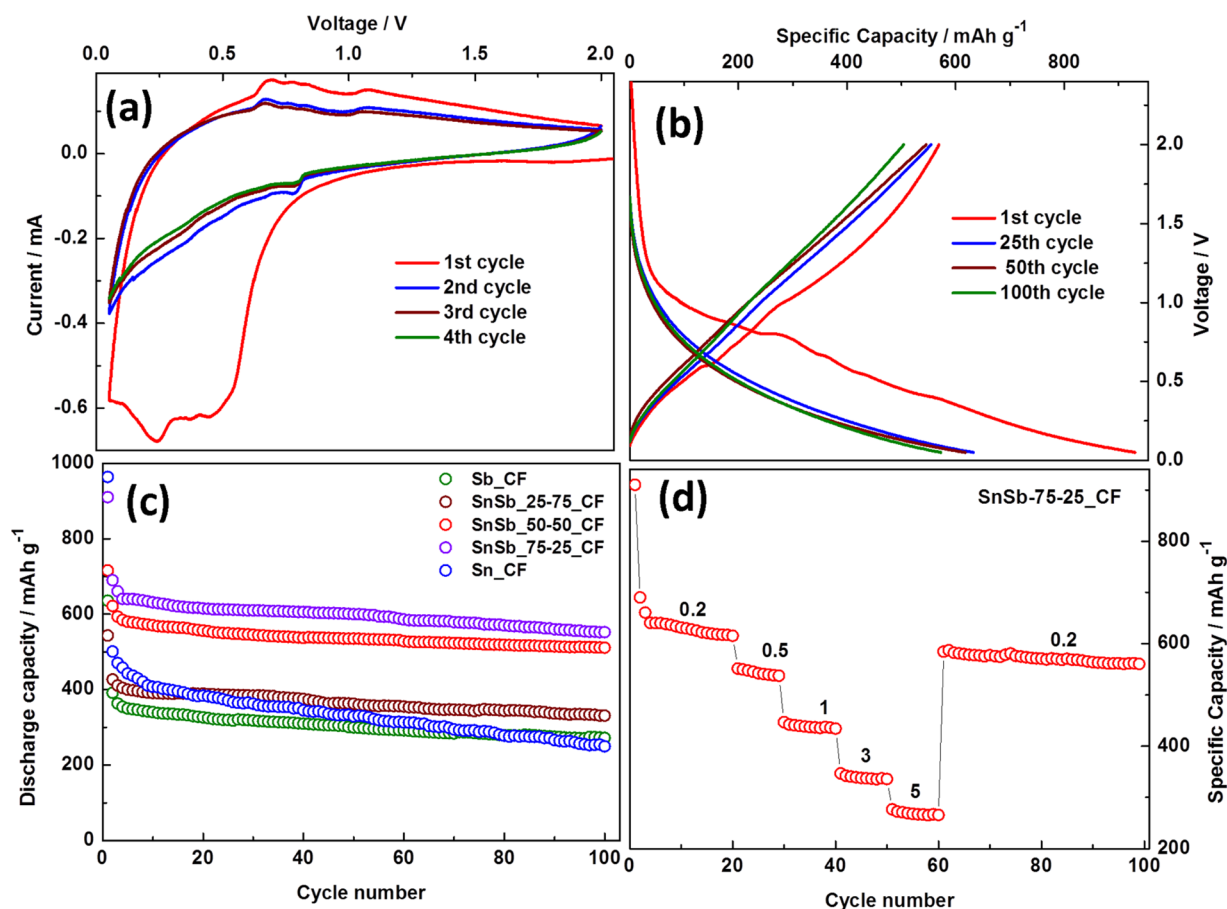 Voltage / V
0.0 0.5 1.0 1.5 2.0
(a)
0.0
-0.2
-0.4
-0.6
Current / mA
1st cycle
2nd cycle
3rd cycle
4th cycle
Specific Capacity / mAh g⁻¹
0 200 400 600 800
(b)
2.0
1.5
1.0
0.5
0.0
Voltage / V
1st cycle
25th cycle
50th cycle
100th cycle
1000
800
600
400
200
0
Discharge capacity / mAh g⁻¹
(c)
Sb_CF
SnSb_25-75_CF
SnSb_50-50_CF
SnSb_75-25_CF
Sn_CF
0 20 40 60 80 100
Cycle number
(d)
SnSb-75-25_CF
0.2
0.5
1
3
5
0.2
800
600
400
200
Specific Capacity / mAh g⁻¹
0 20 40 60 80 100
Cycle number